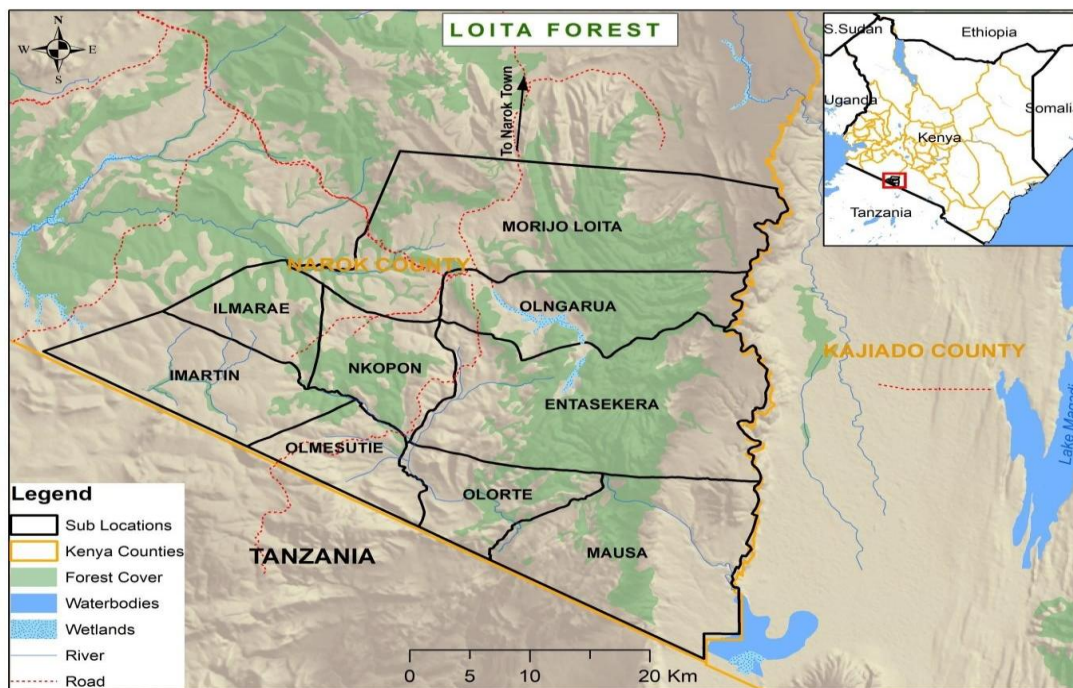 LOITA FOREST
N
W
E
S
To Narok Town
S.Sudan
Ethiopia
Uganda
Kenya
Somalia
Tanzania
MORIJO LOITA
NAROK COUNTY
ILMARAE
OLNGARUA
IMARTIN
NKOPON
KAJIADO COUNTY
ENTASEKERA
Lake Magadi
OLMESUTIE
OLORTE
MAUSA
TANZANIA
Legend
Sub Locations
Kenya Counties
Forest Cover
Waterbodies
Wetlands
River
Road
0 5 10 20 Km